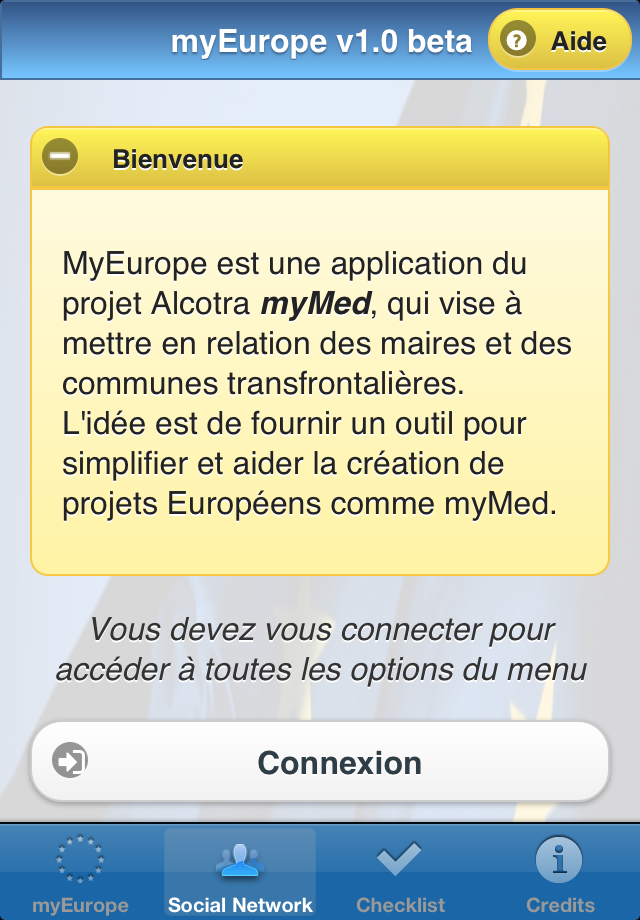 myEurope v1.0 beta
Aide
Bienvenue
MyEurope est une application du
projet Alcotra myMed, qui vise à
mettre en relation des maires et des
communes transfrontalières.
L'idée est de fournir un outil pour
simplifier et aider la création de
projets Européens comme myMed.
Vous devez vous connecter pour
accéder à toutes les options du menu
Connexion
myEurope
Social Network
Checklist
Credits